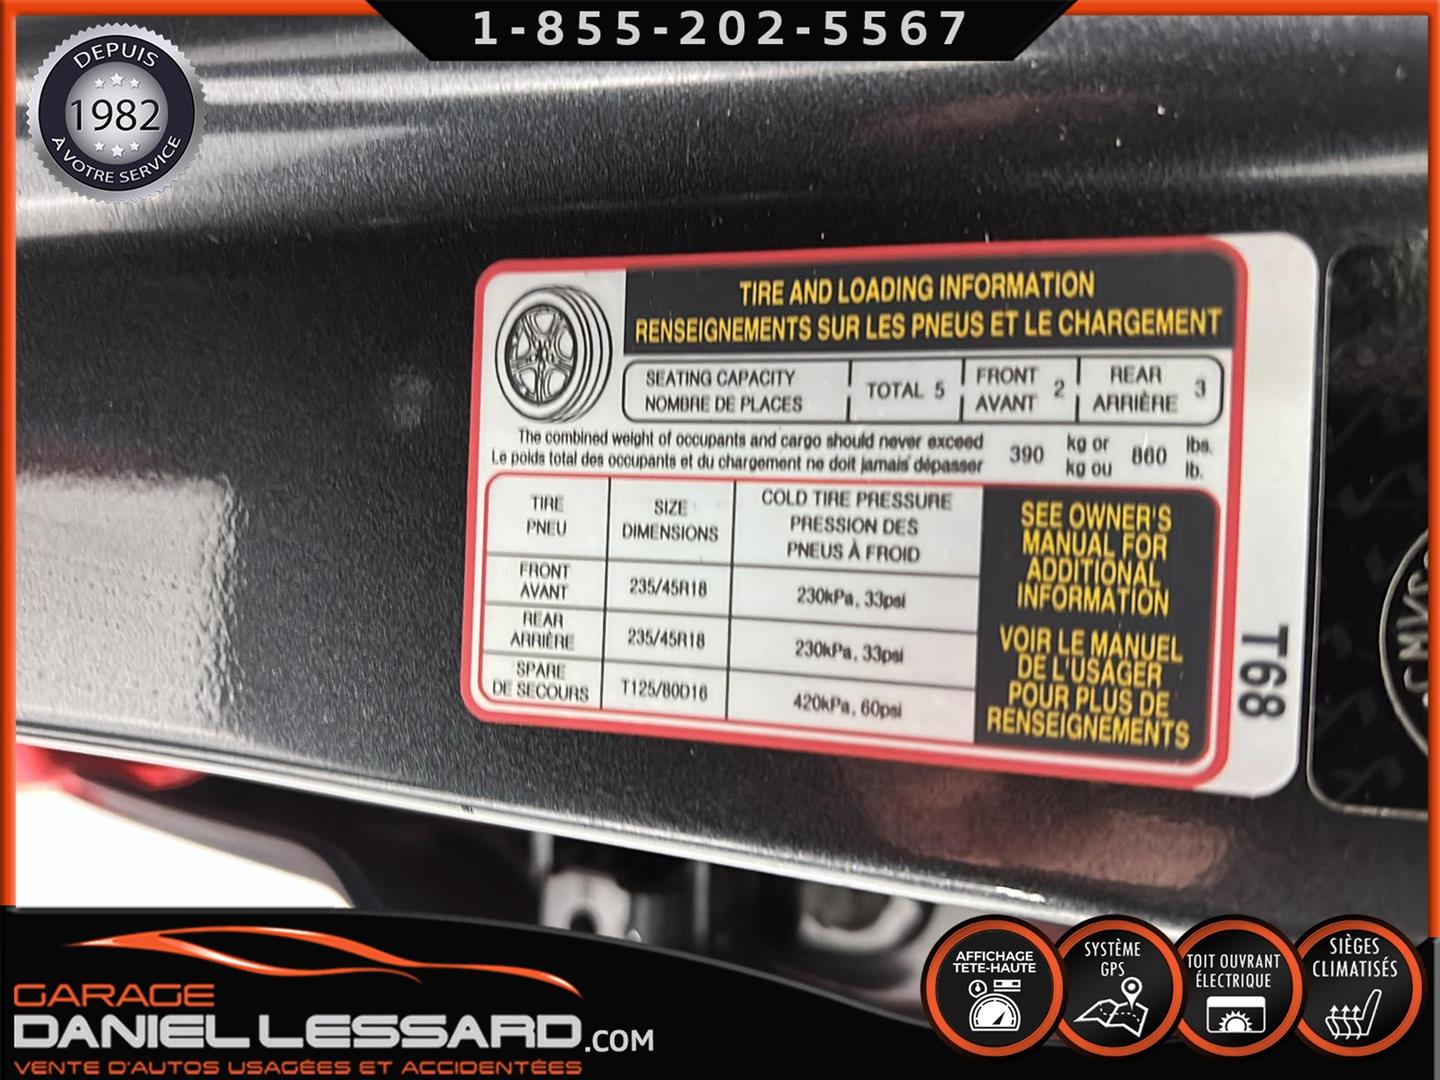 1-855-202-5567
DEPUIS
1982
À VOTRE SERVICE
TIRE AND LOADING INFORMATION
RENSEIGNEMENTS SUR LES PNEUS ET LE CHARGEMENT
SEATING CAPACITY
NOMBRE DE PLACES
TOTAL 5
FRONT
AVANT
2
REAR
ARRIÈRE
3
The combined weight of occupants and cargo should never exceed
Le poids total des occupants et du chargement ne doit jamais dépasser
390
kg or
kg ou
860
lbs.
lb.
TIRE
PNEU
SIZE
DIMENSIONS
COLD TIRE PRESSURE
PRESSION DES
PNEUS À FROID
FRONT
AVANT
235/45R18
230kPa, 33psi
REAR
ARRIÈRE
235/45R18
230kPa, 33psi
SPARE
DE SECOURS
T125/80D16
420kPa, 60psi
SEE OWNER'S
MANUAL FOR
ADDITIONAL
INFORMATION
VOIR LE MANUEL
DE L'USAGER
POUR PLUS DE
RENSEIGNEMENTS
T68
GARAGE
DANIEL LESSARD.COM
VENTE D'AUTOS USAGÉES ET ACCIDENTÉES
AFFICHAGE
TETE-HAUTE
SYSTÈME
GPS
TOIT OUVRANT
ÉLECTRIQUE
SIÈGES
CLIMATISÉS